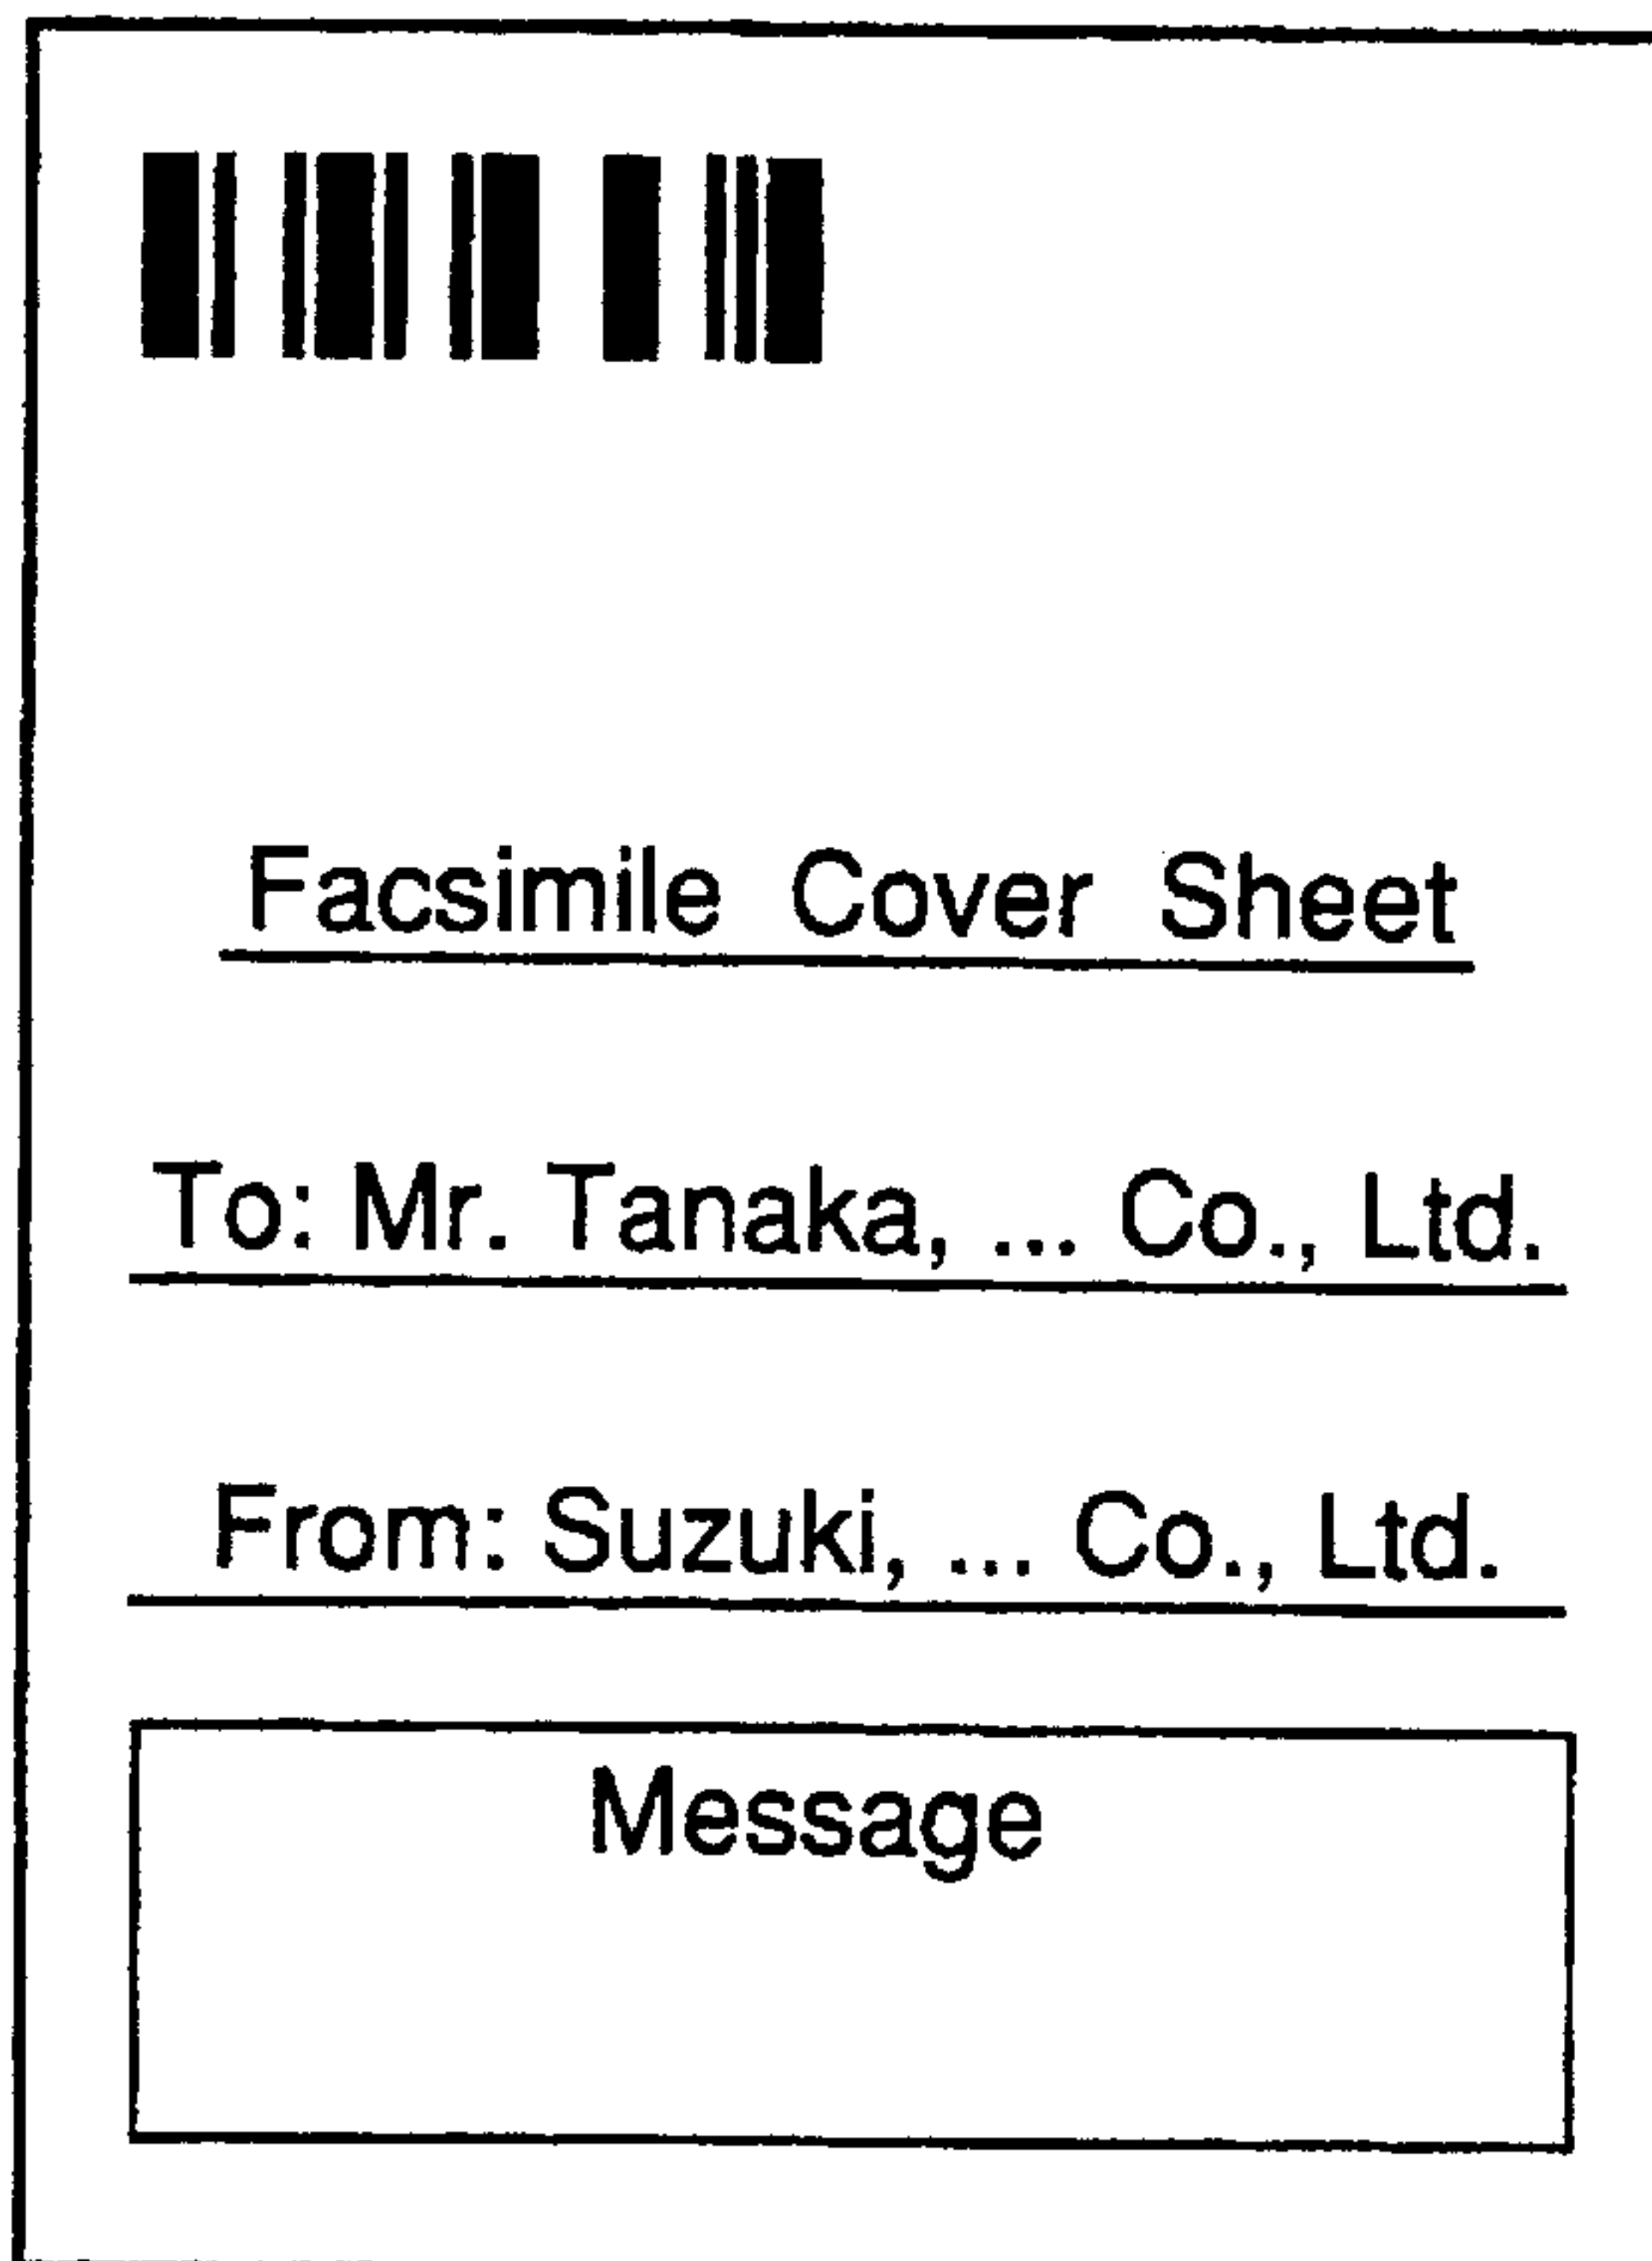 Facsimile Cover Sheet
To: Mr. Tanaka, ... Co., Ltd.
From: Suzuki, ... Co., Ltd.
Message